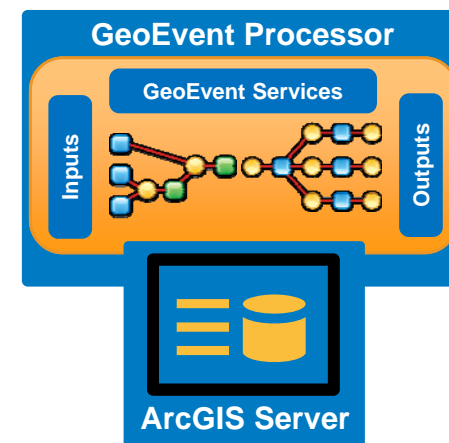 GeoEvent Processor
GeoEvent Services
Inputs
Outputs
ArcGIS Server